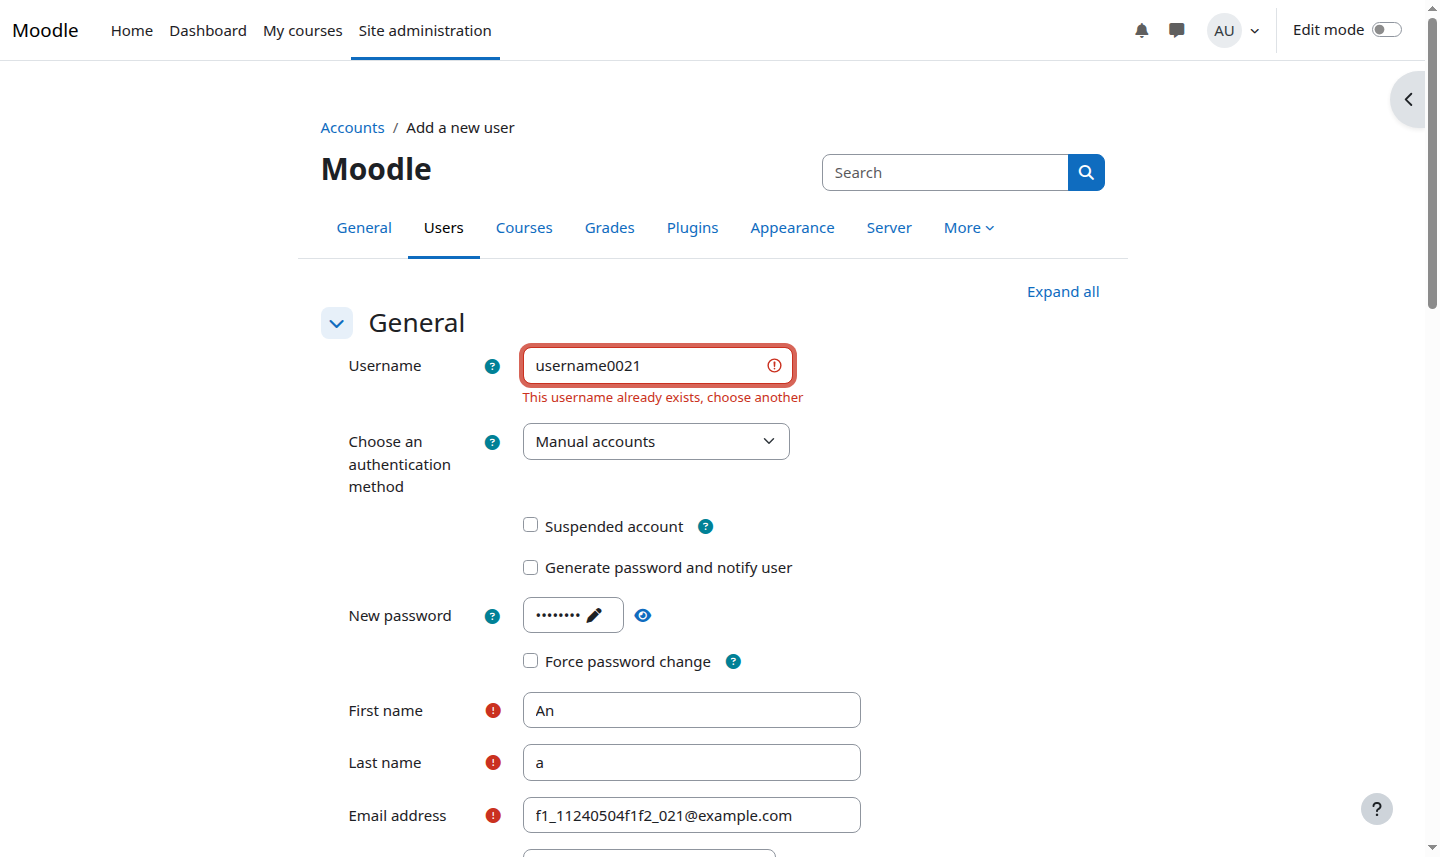 Moodle Home Dashboard My courses Site administration AU Edit mode
Accounts / Add a new user
Moodle
Search
General Users Courses Grades Plugins Appearance Server More
Expand all
General
Username ? username0021
This username already exists, choose another
Choose an authentication method ? Manual accounts
Suspended account ?
Generate password and notify user
New password ? ••••••••
Force password change ?
First name ! An
Last name ! a
Email address ! f1_11240504f1f2_021@example.com
?